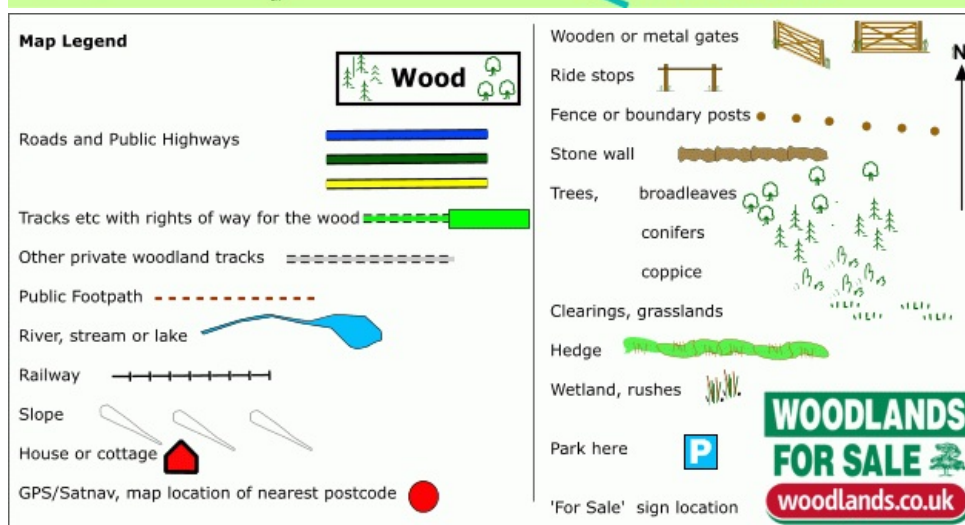 Map Legend
Wood
Roads and Public Highways
Tracks etc with rights of way for the wood
Other private woodland tracks
Public Footpath
River, stream or lake
Railway
Slope
House or cottage
GPS/Satnav, map location of nearest postcode
Wooden or metal gates
N
Ride stops
Fence or boundary posts
Stone wall
Trees, broadleaves
conifers
coppice
Clearings, grasslands
Hedge
Wetland, rushes
Park here
P
'For Sale' sign location
WOODLANDS
FOR SALE
woodlands.co.uk